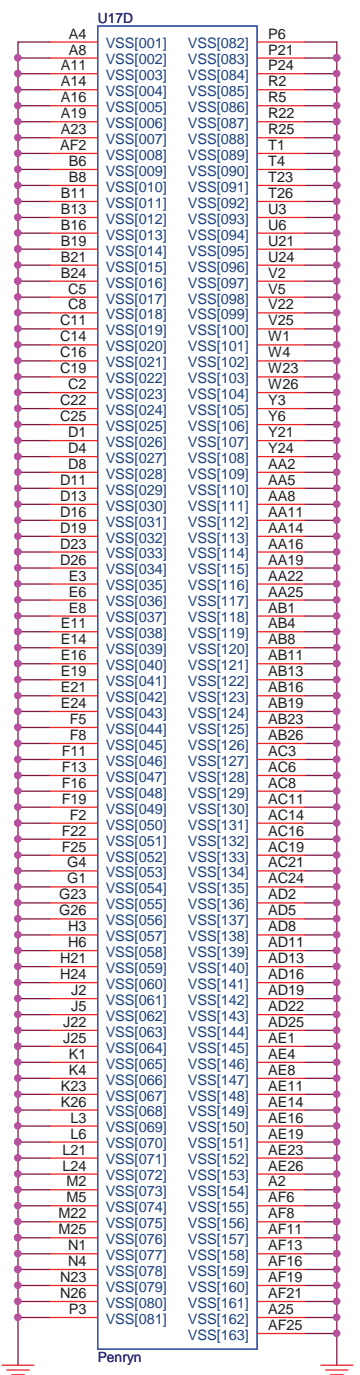 U17D
A4 VSS[001] VSS[082] P6
A8 VSS[002] VSS[083] P21
A11 VSS[003] VSS[084] P24
A14 VSS[004] VSS[085] R2
A16 VSS[005] VSS[086] R5
A19 VSS[006] VSS[087] R22
A23 VSS[007] VSS[088] R25
AF2 VSS[008] VSS[089] T1
B6 VSS[009] VSS[090] T4
B8 VSS[010] VSS[091] T23
B11 VSS[011] VSS[092] T26
B13 VSS[012] VSS[093] U3
B16 VSS[013] VSS[094] U6
B19 VSS[014] VSS[095] U21
B21 VSS[015] VSS[096] U24
B24 VSS[016] VSS[097] V2
C5 VSS[017] VSS[098] V5
C8 VSS[018] VSS[099] V22
C11 VSS[019] VSS[100] V25
C14 VSS[020] VSS[101] W1
C16 VSS[021] VSS[102] W4
C19 VSS[022] VSS[103] W23
C2 VSS[023] VSS[104] W26
C22 VSS[024] VSS[105] Y3
C25 VSS[025] VSS[106] Y6
D1 VSS[026] VSS[107] Y21
D4 VSS[027] VSS[108] Y24
D8 VSS[028] VSS[109] AA2
D11 VSS[029] VSS[110] AA5
D13 VSS[030] VSS[111] AA8
D16 VSS[031] VSS[112] AA11
D19 VSS[032] VSS[113] AA14
D23 VSS[033] VSS[114] AA16
D26 VSS[034] VSS[115] AA19
E3 VSS[035] VSS[116] AA22
E6 VSS[036] VSS[117] AA25
E8 VSS[037] VSS[118] AB1
E11 VSS[038] VSS[119] AB4
E14 VSS[039] VSS[120] AB8
E16 VSS[040] VSS[121] AB11
E19 VSS[041] VSS[122] AB13
E21 VSS[042] VSS[123] AB16
E24 VSS[043] VSS[124] AB19
F5 VSS[044] VSS[125] AB23
F8 VSS[045] VSS[126] AB26
F11 VSS[046] VSS[127] AC3
F13 VSS[047] VSS[128] AC6
F16 VSS[048] VSS[129] AC8
F19 VSS[049] VSS[130] AC11
F2 VSS[050] VSS[131] AC14
F22 VSS[051] VSS[132] AC16
F25 VSS[052] VSS[133] AC19
G4 VSS[053] VSS[134] AC21
G1 VSS[054] VSS[135] AC24
G23 VSS[055] VSS[136] AD2
G26 VSS[056] VSS[137] AD5
H3 VSS[057] VSS[138] AD8
H6 VSS[058] VSS[139] AD11
H21 VSS[059] VSS[140] AD13
H24 VSS[060] VSS[141] AD16
J2 VSS[061] VSS[142] AD19
J5 VSS[062] VSS[143] AD22
J22 VSS[063] VSS[144] AD25
J25 VSS[064] VSS[145] AE1
K1 VSS[065] VSS[146] AE4
K4 VSS[066] VSS[147] AE8
K23 VSS[067] VSS[148] AE11
K26 VSS[068] VSS[149] AE14
L3 VSS[069] VSS[150] AE16
L6 VSS[070] VSS[151] AE19
L21 VSS[071] VSS[152] AE23
L24 VSS[072] VSS[153] AE26
M2 VSS[073] VSS[154] A2
M5 VSS[074] VSS[155] AF6
M22 VSS[075] VSS[156] AF8
M25 VSS[076] VSS[157] AF11
N1 VSS[077] VSS[158] AF13
N4 VSS[078] VSS[159] AF16
N23 VSS[079] VSS[160] AF19
N26 VSS[080] VSS[161] AF21
P3 VSS[081] VSS[162] A25
VSS[163] AF25
Penryn